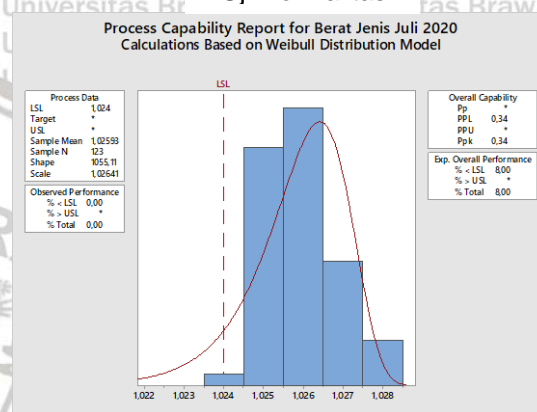 Universitas Br
tas Braw
Process Capability Report for Berat Jenis Juli 2020
Calculations Based on Weibull Distribution Model
LSL
Process Data
LSL 1,024
Target *
USL *
Sample Mean 1,02593
Sample N 123
Shape 1055,11
Scale 1,02641
Observed Performance
% < LSL 0,00
% > USL *
% Total 0,00
Overall Capability
Pp *
PPL 0,34
PPU *
Ppk 0,34
Exp. Overall Performance
% < LSL 8,00
% > USL *
% Total 8,00
1,022 1,023 1,024 1,025 1,026 1,027 1,028